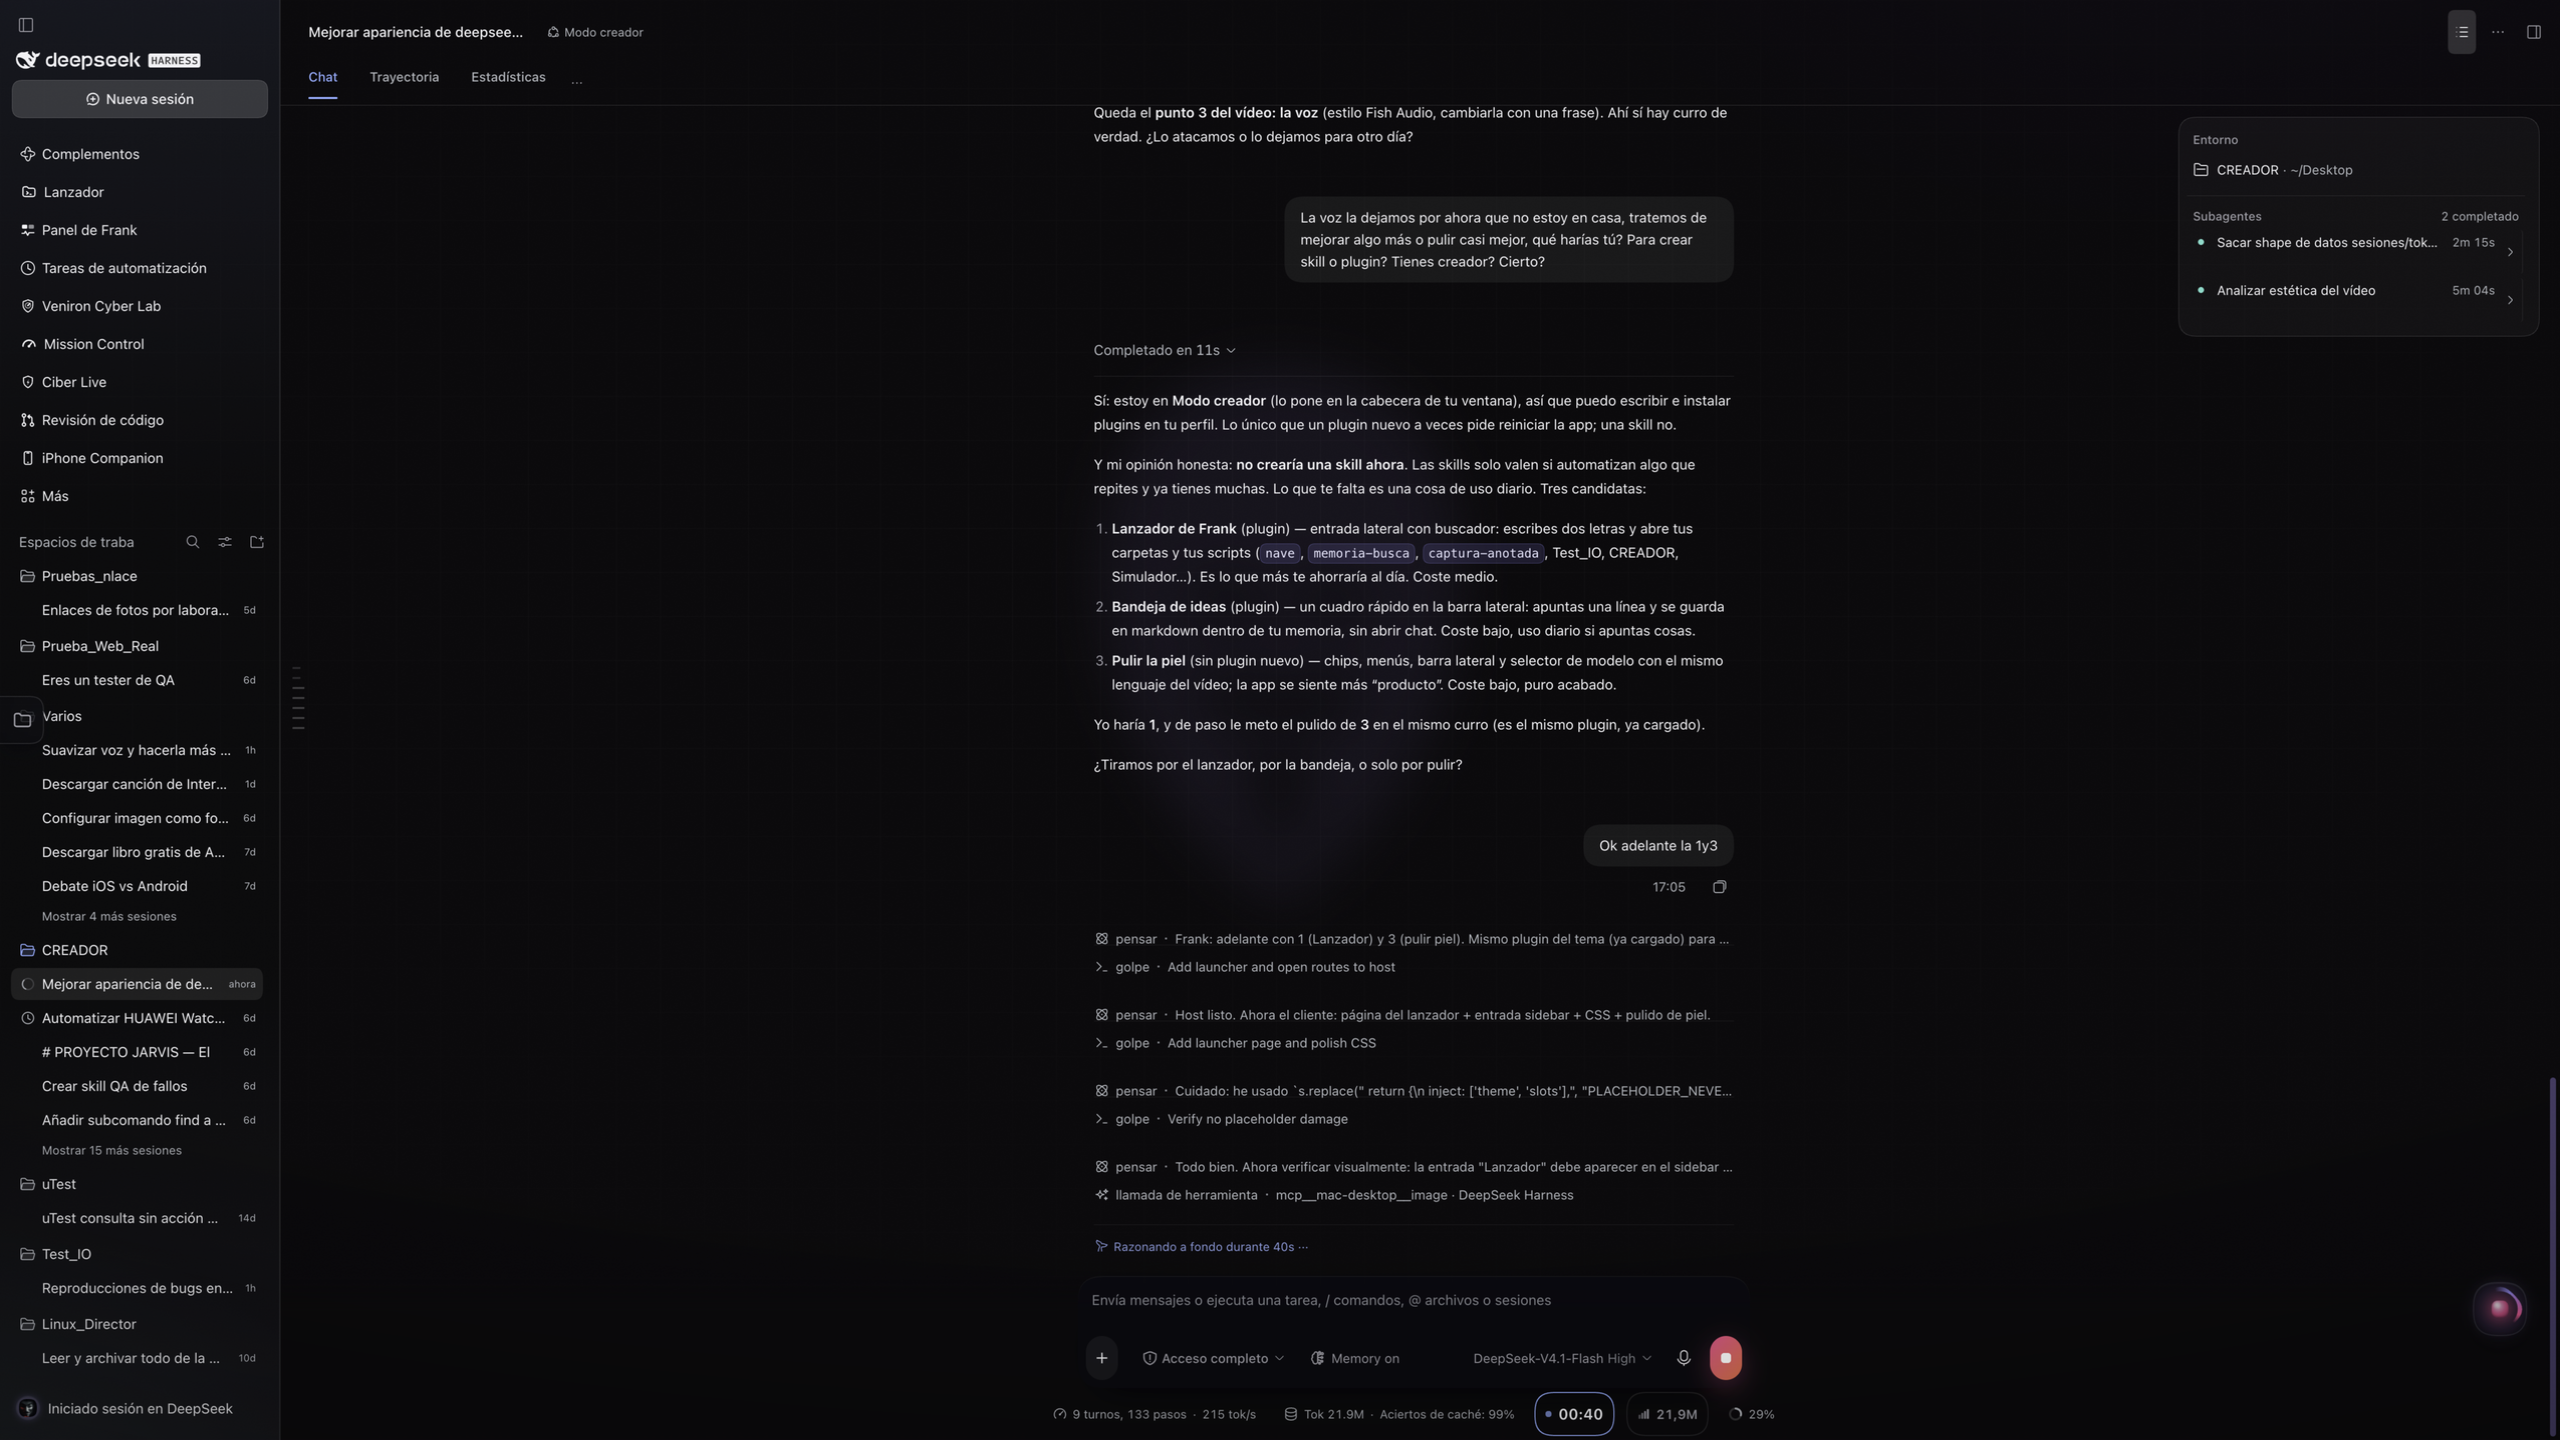 deepseek HARNESS
Nueva sesión
Complementos
Lanzador
Panel de Frank
Tareas de automatización
Veniron Cyber Lab
Mission Control
Ciber Live
Revisión de código
iPhone Companion
Más
Espacios de traba
Pruebas_nlace
Enlaces de fotos por labora... 5d
Prueba_Web_Real
Eres un tester de QA 6d
Varios
Suavizar voz y hacerla más ... 1h
Descargar canción de Inter... 1d
Configurar imagen como fo... 6d
Descargar libro gratis de A... 7d
Debate iOS vs Android 7d
Mostrar 4 más sesiones
CREADOR
Mejorar apariencia de de... ahora
Automatizar HUAWEI Watc... 6d
# PROYECTO JARVIS — El 6d
Crear skill QA de fallos 6d
Añadir subcomando find a ... 6d
Mostrar 15 más sesiones
uTest
uTest consulta sin acción ... 14d
Test_IO
Reproducciones de bugs en... 1h
Linux_Director
Leer y archivar todo de la ... 10d
Iniciado sesión en DeepSeek
Mejorar apariencia de deepsee... Modo creador
Chat Trayectoria Estadísticas ...
Queda el punto 3 del vídeo: la voz (estilo Fish Audio, cambiarla con una frase). Ahí sí hay curro de
verdad. ¿Lo atacamos o lo dejamos para otro día?
La voz la dejamos por ahora que no estoy en casa, tratemos de
mejorar algo más o pulir casi mejor, qué harías tú? Para crear
skill o plugin? Tienes creador? Cierto?
Completado en 11s
Sí: estoy en Modo creador (lo pone en la cabecera de tu ventana), así que puedo escribir e instalar
plugins en tu perfil. Lo único que un plugin nuevo a veces pide reiniciar la app; una skill no.
Y mi opinión honesta: no crearía una skill ahora. Las skills solo valen si automatizan algo que
repites y ya tienes muchas. Lo que te falta es una cosa de uso diario. Tres candidatas:
1. Lanzador de Frank (plugin) — entrada lateral con buscador: escribes dos letras y abre tus
carpetas y tus scripts (nave, memoria-busca, captura-anotada, Test_IO, CREADOR,
Simulador...). Es lo que más te ahorraría al día. Coste medio.
2. Bandeja de ideas (plugin) — un cuadro rápido en la barra lateral: apuntas una línea y se guarda
en markdown dentro de tu memoria, sin abrir chat. Coste bajo, uso diario si apuntas cosas.
3. Pulir la piel (sin plugin nuevo) — chips, menús, barra lateral y selector de modelo con el mismo
lenguaje del vídeo; la app se siente más “producto”. Coste bajo, puro acabado.
Yo haría 1, y de paso le meto el pulido de 3 en el mismo curro (es el mismo plugin, ya cargado).
¿Tiramos por el lanzador, por la bandeja, o solo por pulir?
Ok adelante la 1y3
17:05
pensar · Frank: adelante con 1 (Lanzador) y 3 (pulir piel). Mismo plugin del tema (ya cargado) para ...
golpe · Add launcher and open routes to host
pensar · Host listo. Ahora el cliente: página del lanzador + entrada sidebar + CSS + pulido de piel.
golpe · Add launcher page and polish CSS
pensar · Cuidado: he usado `s.replace(" return {\n inject: ['theme', 'slots'],", "PLACEHOLDER_NEVE...
golpe · Verify no placeholder damage
pensar · Todo bien. Ahora verificar visualmente: la entrada "Lanzador" debe aparecer en el sidebar ...
llamada de herramienta · mcp__mac-desktop__image · DeepSeek Harness
Razonando a fondo durante 40s ...
Envía mensajes o ejecuta una tarea, / comandos, @ archivos o sesiones
Acceso completo Memory on DeepSeek-V4.1-Flash High
9 turnos, 133 pasos · 215 tok/s Tok 21.9M · Aciertos de caché: 99% 00:40 21,9M 29%
Entorno
CREADOR · ~/Desktop
Subagentes 2 completado
Sacar shape de datos sesiones/tok... 2m 15s
Analizar estética del vídeo 5m 04s